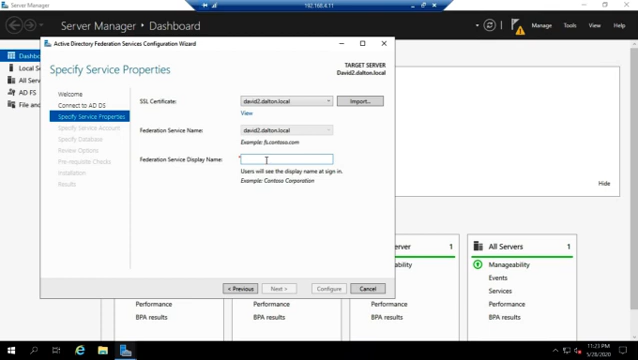 Server Manager
192.168.4.11
Server Manager • Dashboard
Manage Tools View Help
Active Directory Federation Services Configuration Wizard
Specify Service Properties
TARGET SERVER
David2.dalton.local
Welcome
Connect to AD DS
Specify Service Properties
Specify Service Account
Specify Database
Review Options
Pre-requisite Checks
Installation
Results
SSL Certificate:
david2.dalton.local
Import...
View
Federation Service Name:
david2.dalton.local
Example: fs.contoso.com
Federation Service Display Name:
*
Users will see the display name at sign in.
Example: Contoso Corporation
< Previous
Next >
Configure
Cancel
Dashbo
Local S
All Serv
AD FS
File and
Hide
erver 1
ability
Performance
BPA results
Performance
BPA results
Performance
BPA results
All Servers 1
Manageability
Events
Services
Performance
BPA results
11:23 PM
5/28/2020